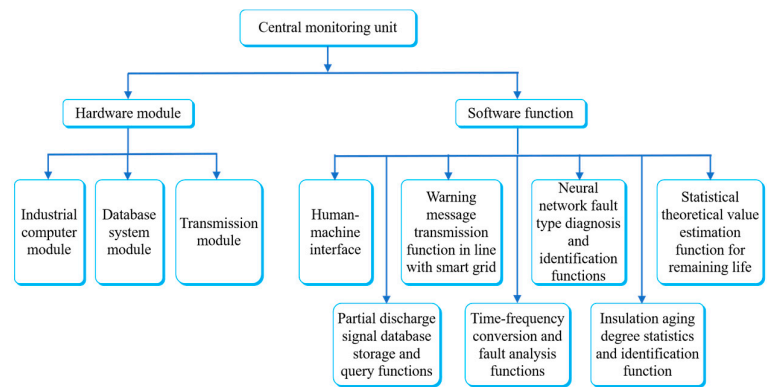 Central monitoring unit
Hardware module
Software function
Industrial
computer
module
Database
system
module
Transmission
module
Human-
machine
interface
Warning
message
transmission
function in line
with smart grid
Neural
network fault
type diagnosis
and
identification
functions
Statistical
theoretical value
estimation
function for
remaining life
Partial discharge
signal database
storage and
query functions
Time-frequency
conversion and
fault analysis
functions
Insulation aging
degree statistics
and identification
function